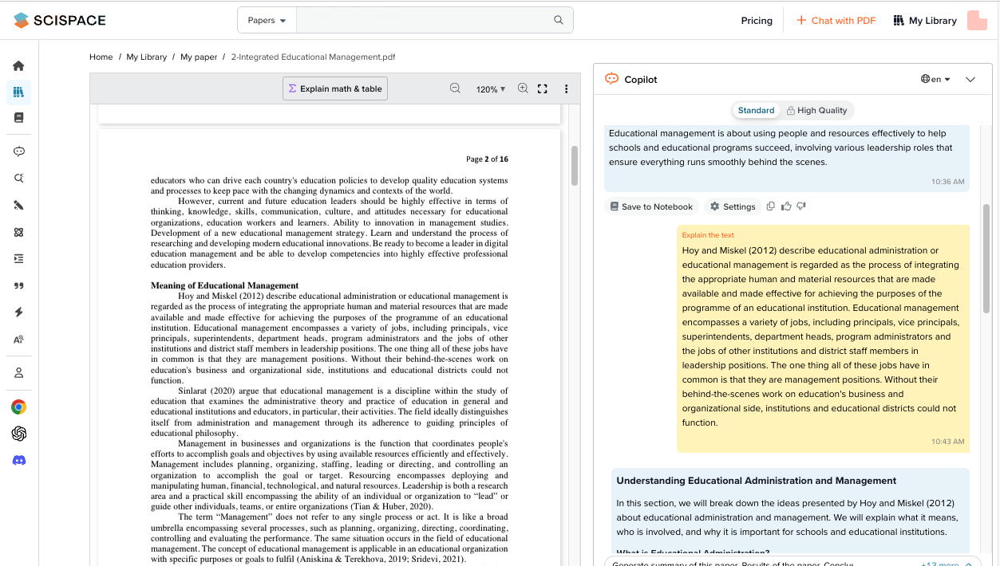 SCISPACE
Papers
Pricing
Chat with PDF
My Library
Home / My Library / My paper / 2-Integrated Educational Management.pdf
Explain math & table
120%
Page 2 of 16
educators who can drive each country's education policies to develop quality education systems
and processes to keep pace with the changing dynamics and contexts of the world.
However, current and future education leaders should be highly effective in terms of
thinking, knowledge, skills, communication, culture, and attitudes necessary for educational
organizations, education workers and learners. Ability to innovation in management studies.
Development of a new educational management strategy. Learn and understand the process of
researching and developing modern educational innovations. Be ready to become a leader in digital
education management and be able to develop competencies into highly effective professional
education providers.
Meaning of Educational Management
Hoy and Miskel (2012) describe educational administration or educational management is
regarded as the process of integrating the appropriate human and material resources that are made
available and made effective for achieving the purposes of the programme of an educational
institution. Educational management encompasses a variety of jobs, including principals, vice
principals, superintendents, department heads, program administrators and the jobs of other
institutions and district staff members in leadership positions. The one thing all of these jobs have
in common is that they are management positions. Without their behind-the-scenes work on
education's business and organizational side, institutions and educational districts could not
function.
Sinlarat (2020) argue that educational management is a discipline within the study of
education that examines the administrative theory and practice of education in general and
educational institutions and educators, in particular, their activities. The field ideally distinguishes
itself from administration and management through its adherence to guiding principles of
educational philosophy.
Management in businesses and organizations is the function that coordinates people's
efforts to accomplish goals and objectives by using available resources efficiently and effectively.
Management includes planning, organizing, staffing, leading or directing, and controlling an
organization to accomplish the goal or target. Resourcing encompasses deploying and
manipulating human, financial, technological, and natural resources. Leadership is both a research
area and a practical skill encompassing the ability of an individual or organization to “lead” or
guide other individuals, teams, or entire organizations (Tian & Huber, 2020).
The term “Management” does not refer to any single process or act. It is like a broad
umbrella encompassing several processes, such as planning, organizing, directing, coordinating,
controlling and evaluating the performance. The same situation occurs in the field of educational
management. The concept of educational management is applicable in an educational organization
with specific purposes or goals to fulfil (Aniskina & Terekhova, 2019; Sridevi, 2021).
Copilot
en
Standard
High Quality
Educational management is about using people and resources effectively to help
schools and educational programs succeed, involving various leadership roles that
ensure everything runs smoothly behind the scenes.
10:36 AM
Save to Notebook
Settings
Explain the text
Hoy and Miskel (2012) describe educational administration or
educational management is regarded as the process of integrating
the appropriate human and material resources that are made
available and made effective for achieving the purposes of the
programme of an educational institution. Educational management
encompasses a variety of jobs, including principals, vice principals,
superintendents, department heads, program administrators and
the jobs of other institutions and district staff members in
leadership positions. The one thing all of these jobs have in
common is that they are management positions. Without their
behind-the-scenes work on education's business and
organizational side, institutions and educational districts could not
function.
10:43 AM
Understanding Educational Administration and Management
In this section, we will break down the ideas presented by Hoy and Miskel (2012)
about educational administration and management. We will explain what it means,
who is involved, and why it is important for schools and educational institutions.
What is Educational Administration?
Generate summary of this paper, Results of the paper, Conclus
+13 more